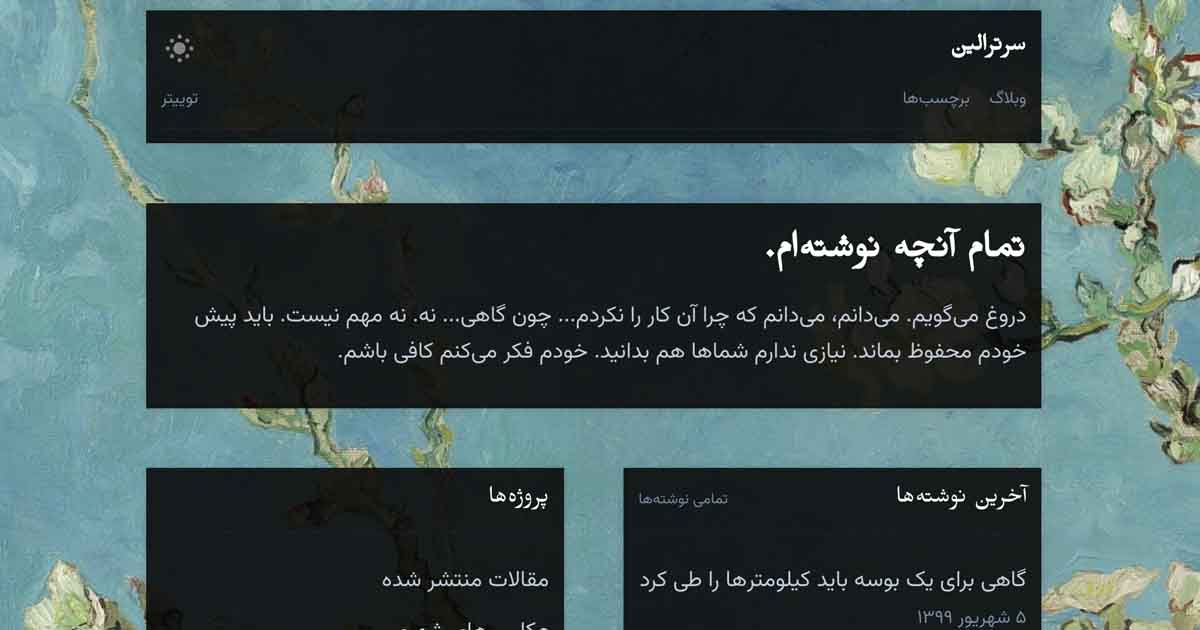 سرترالین
وبلاگ برچسب‌ها توییتر
تمام آنچه نوشته‌ام.
دروغ می‌گویم. می‌دانم، می‌دانم که چرا آن کار را نکردم... چون گاهی... نه. نه مهم نیست. باید پیش
خودم محفوظ بماند. نیازی ندارم شماها هم بدانید. خودم فکر می‌کنم کافی باشم.
آخرین نوشته‌ها تمامی نوشته‌ها
گاهی برای یک بوسه باید کیلومترها را طی کرد
۵ شهریور ۱۳۹۹
پروژه‌ها
مقالات منتشر شده